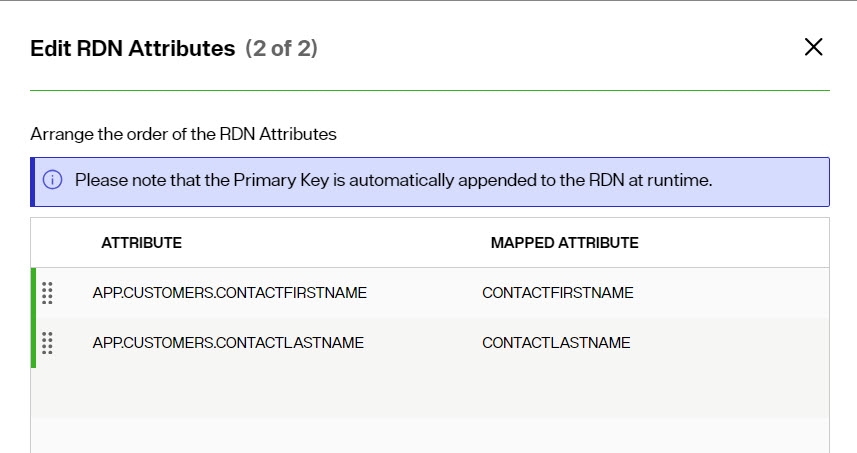 Edit RDN Attributes (2 of 2)
Arrange the order of the RDN Attributes
Please note that the Primary Key is automatically appended to the RDN at runtime.
ATTRIBUTE MAPPED ATTRIBUTE
APP.CUSTOMERS.CONTACTFIRSTNAME CONTACTFIRSTNAME
APP.CUSTOMERS.CONTACTLASTNAME CONTACTLASTNAME